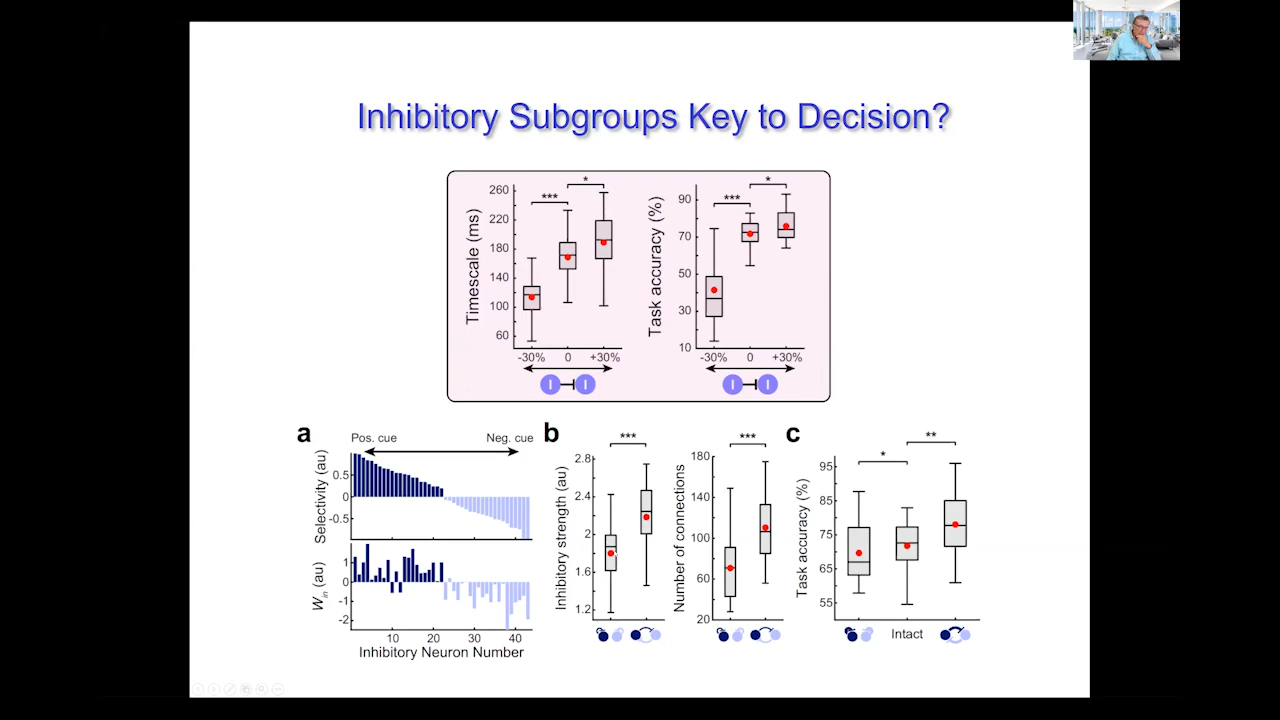 Inhibitory Subgroups Key to Decision?
260
220
180
140
100
60
Timescale (ms)
***
*
-30% 0 +30%
I I
90
70
50
30
10
Task accuracy (%)
***
*
-30% 0 +30%
I I
a
Pos. cue Neg. cue
Selectivity (au)
0.5
0
-0.5
W in (au)
1
0
-1
-2
10 20 30 40
Inhibitory Neuron Number
b
***
Inhibitory strength (au)
2.8
2.4
2
1.6
1.2
***
Number of connections
180
140
100
60
20
c
*
**
Task accuracy (%)
95
85
75
65
55
Intact